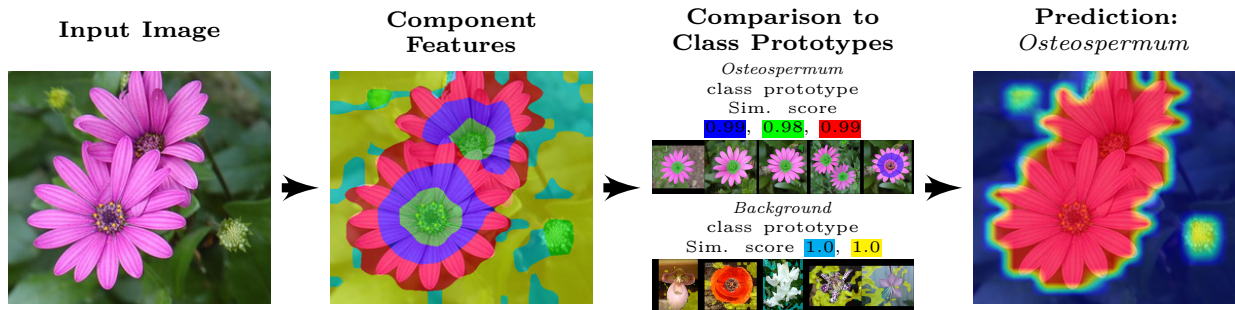 Input Image
Component
Features
Comparison to
Class Prototypes
Osteospermum
class prototype
Sim. score
0.99, 0.98, 0.99
Background
class prototype
Sim. score 1.0, 1.0
Prediction:
Osteospermum